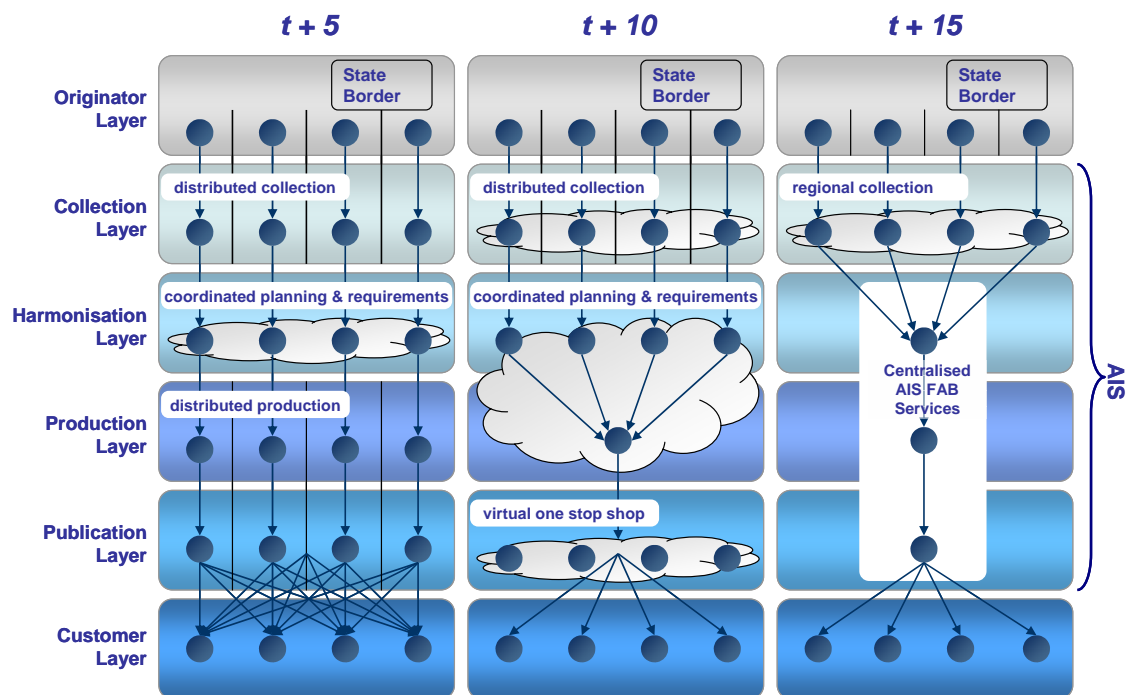 t + 5
t + 10
t + 15
Originator
Layer
State
Border
State
Border
State
Border
Collection
Layer
distributed collection
distributed collection
regional collection
Harmonisation
Layer
coordinated planning & requirements
coordinated planning & requirements
Centralised
AIS FAB
Services
AIS
Production
Layer
distributed production
Publication
Layer
virtual one stop shop
Customer
Layer